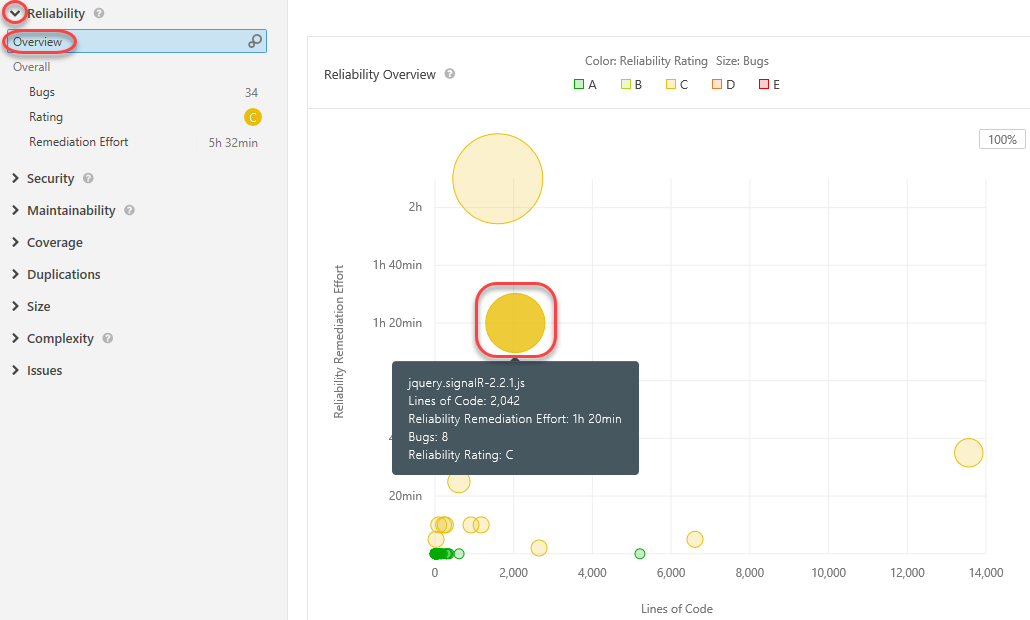 Reliability
Overview
Overall
Bugs 34
Rating C
Remediation Effort 5h 32min
Security
Maintainability
Coverage
Duplications
Size
Complexity
Issues
Reliability Overview
Color: Reliability Rating Size: Bugs
A B C D E
100%
Reliability Remediation Effort
2h
1h 40min
1h 20min
jquery.signalR-2.2.1.js
Lines of Code: 2,042
Reliability Remediation Effort: 1h 20min
Bugs: 8
Reliability Rating: C
20min
0 2,000 4,000 6,000 8,000 10,000 12,000 14,000
Lines of Code